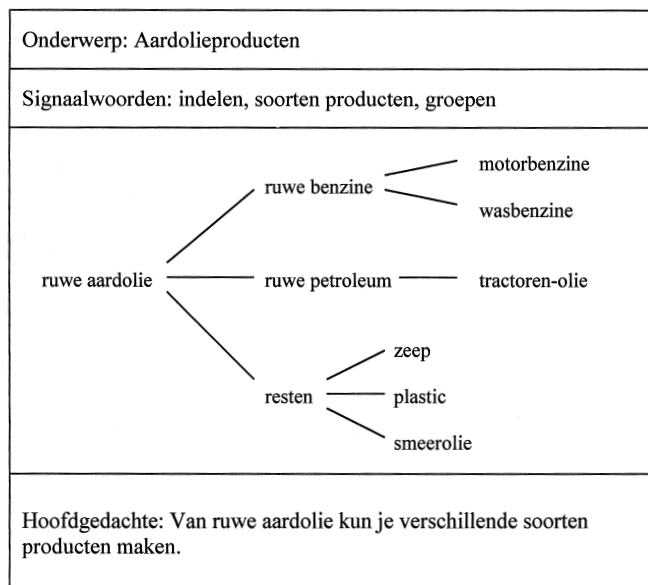 Onderwerp: Aardolieproducten
Signaalwoorden: indelen, soorten producten, groepen
motorbenzine
ruwe benzine
wasbenzine
ruwe aardolie
ruwe petroleum
tractoren-olie
zeep
resten
plastic
smeerolie
Hoofdgedachte: Van ruwe aardolie kun je verschillende soorten
producten maken.